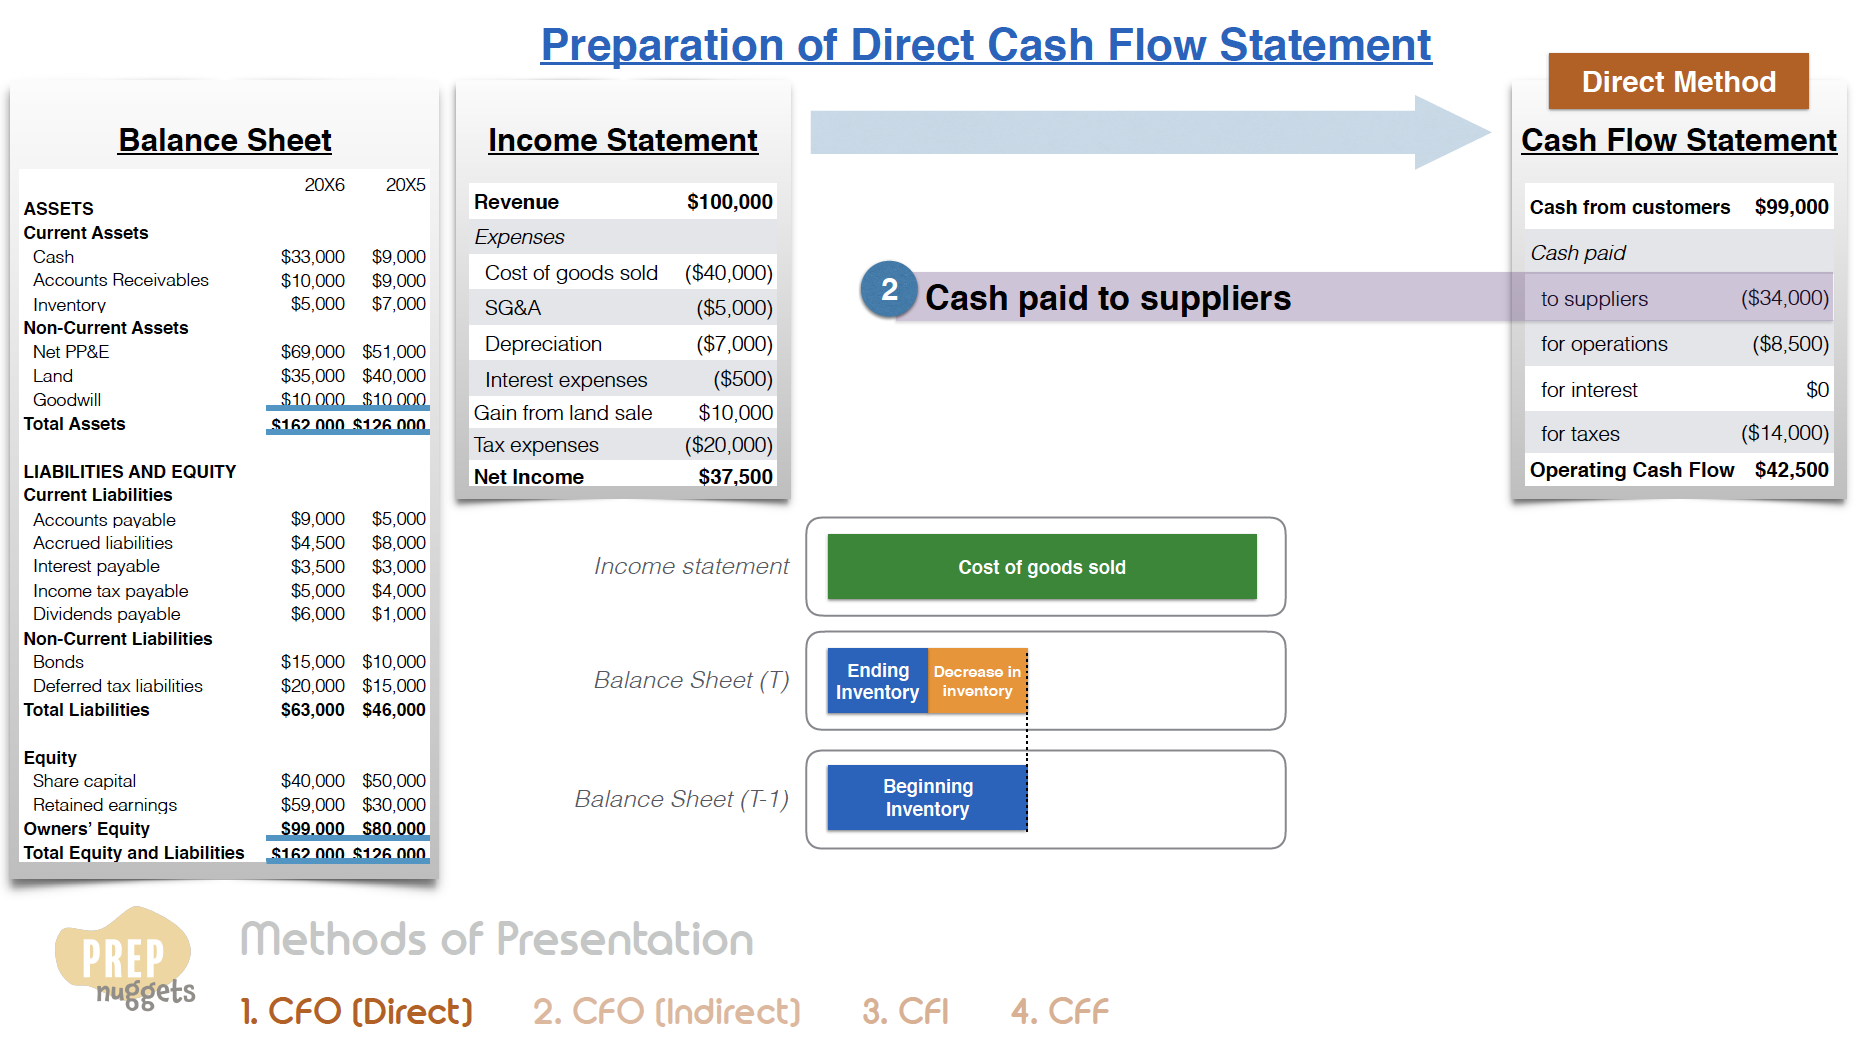 Preparation of Direct Cash Flow Statement
Balance Sheet
20X6 20X5
ASSETS
Current Assets
Cash $33,000 $9,000
Accounts Receivables $10,000 $9,000
Inventory $5,000 $7,000
Non-Current Assets
Net PP&E $69,000 $51,000
Land $35,000 $40,000
Goodwill $10,000 $10,000
Total Assets $162,000 $126,000
LIABILITIES AND EQUITY
Current Liabilities
Accounts payable $9,000 $5,000
Accrued liabilities $4,500 $8,000
Interest payable $3,500 $3,000
Income tax payable $5,000 $4,000
Dividends payable $6,000 $1,000
Non-Current Liabilities
Bonds $15,000 $10,000
Deferred tax liabilities $20,000 $15,000
Total Liabilities $63,000 $46,000
Equity
Share capital $40,000 $50,000
Retained earnings $59,000 $30,000
Owners' Equity $99,000 $80,000
Total Equity and Liabilities $162,000 $126,000
Income Statement
Revenue $100,000
Expenses
Cost of goods sold ($40,000)
SG&A ($5,000)
Depreciation ($7,000)
Interest expenses ($500)
Gain from land sale $10,000
Tax expenses ($20,000)
Net Income $37,500
Direct Method
Cash Flow Statement
Cash from customers $99,000
Cash paid
to suppliers ($34,000)
for operations ($8,500)
for interest $0
for taxes ($14,000)
Operating Cash Flow $42,500
2 Cash paid to suppliers
Income statement
Cost of goods sold
Balance Sheet (T)
Ending
Inventory
Decrease in
inventory
Balance Sheet (T-1)
Beginning
Inventory
PREP
nuggets
Methods of Presentation
1. CFO (Direct) 2. CFO (Indirect) 3. CFI 4. CFF